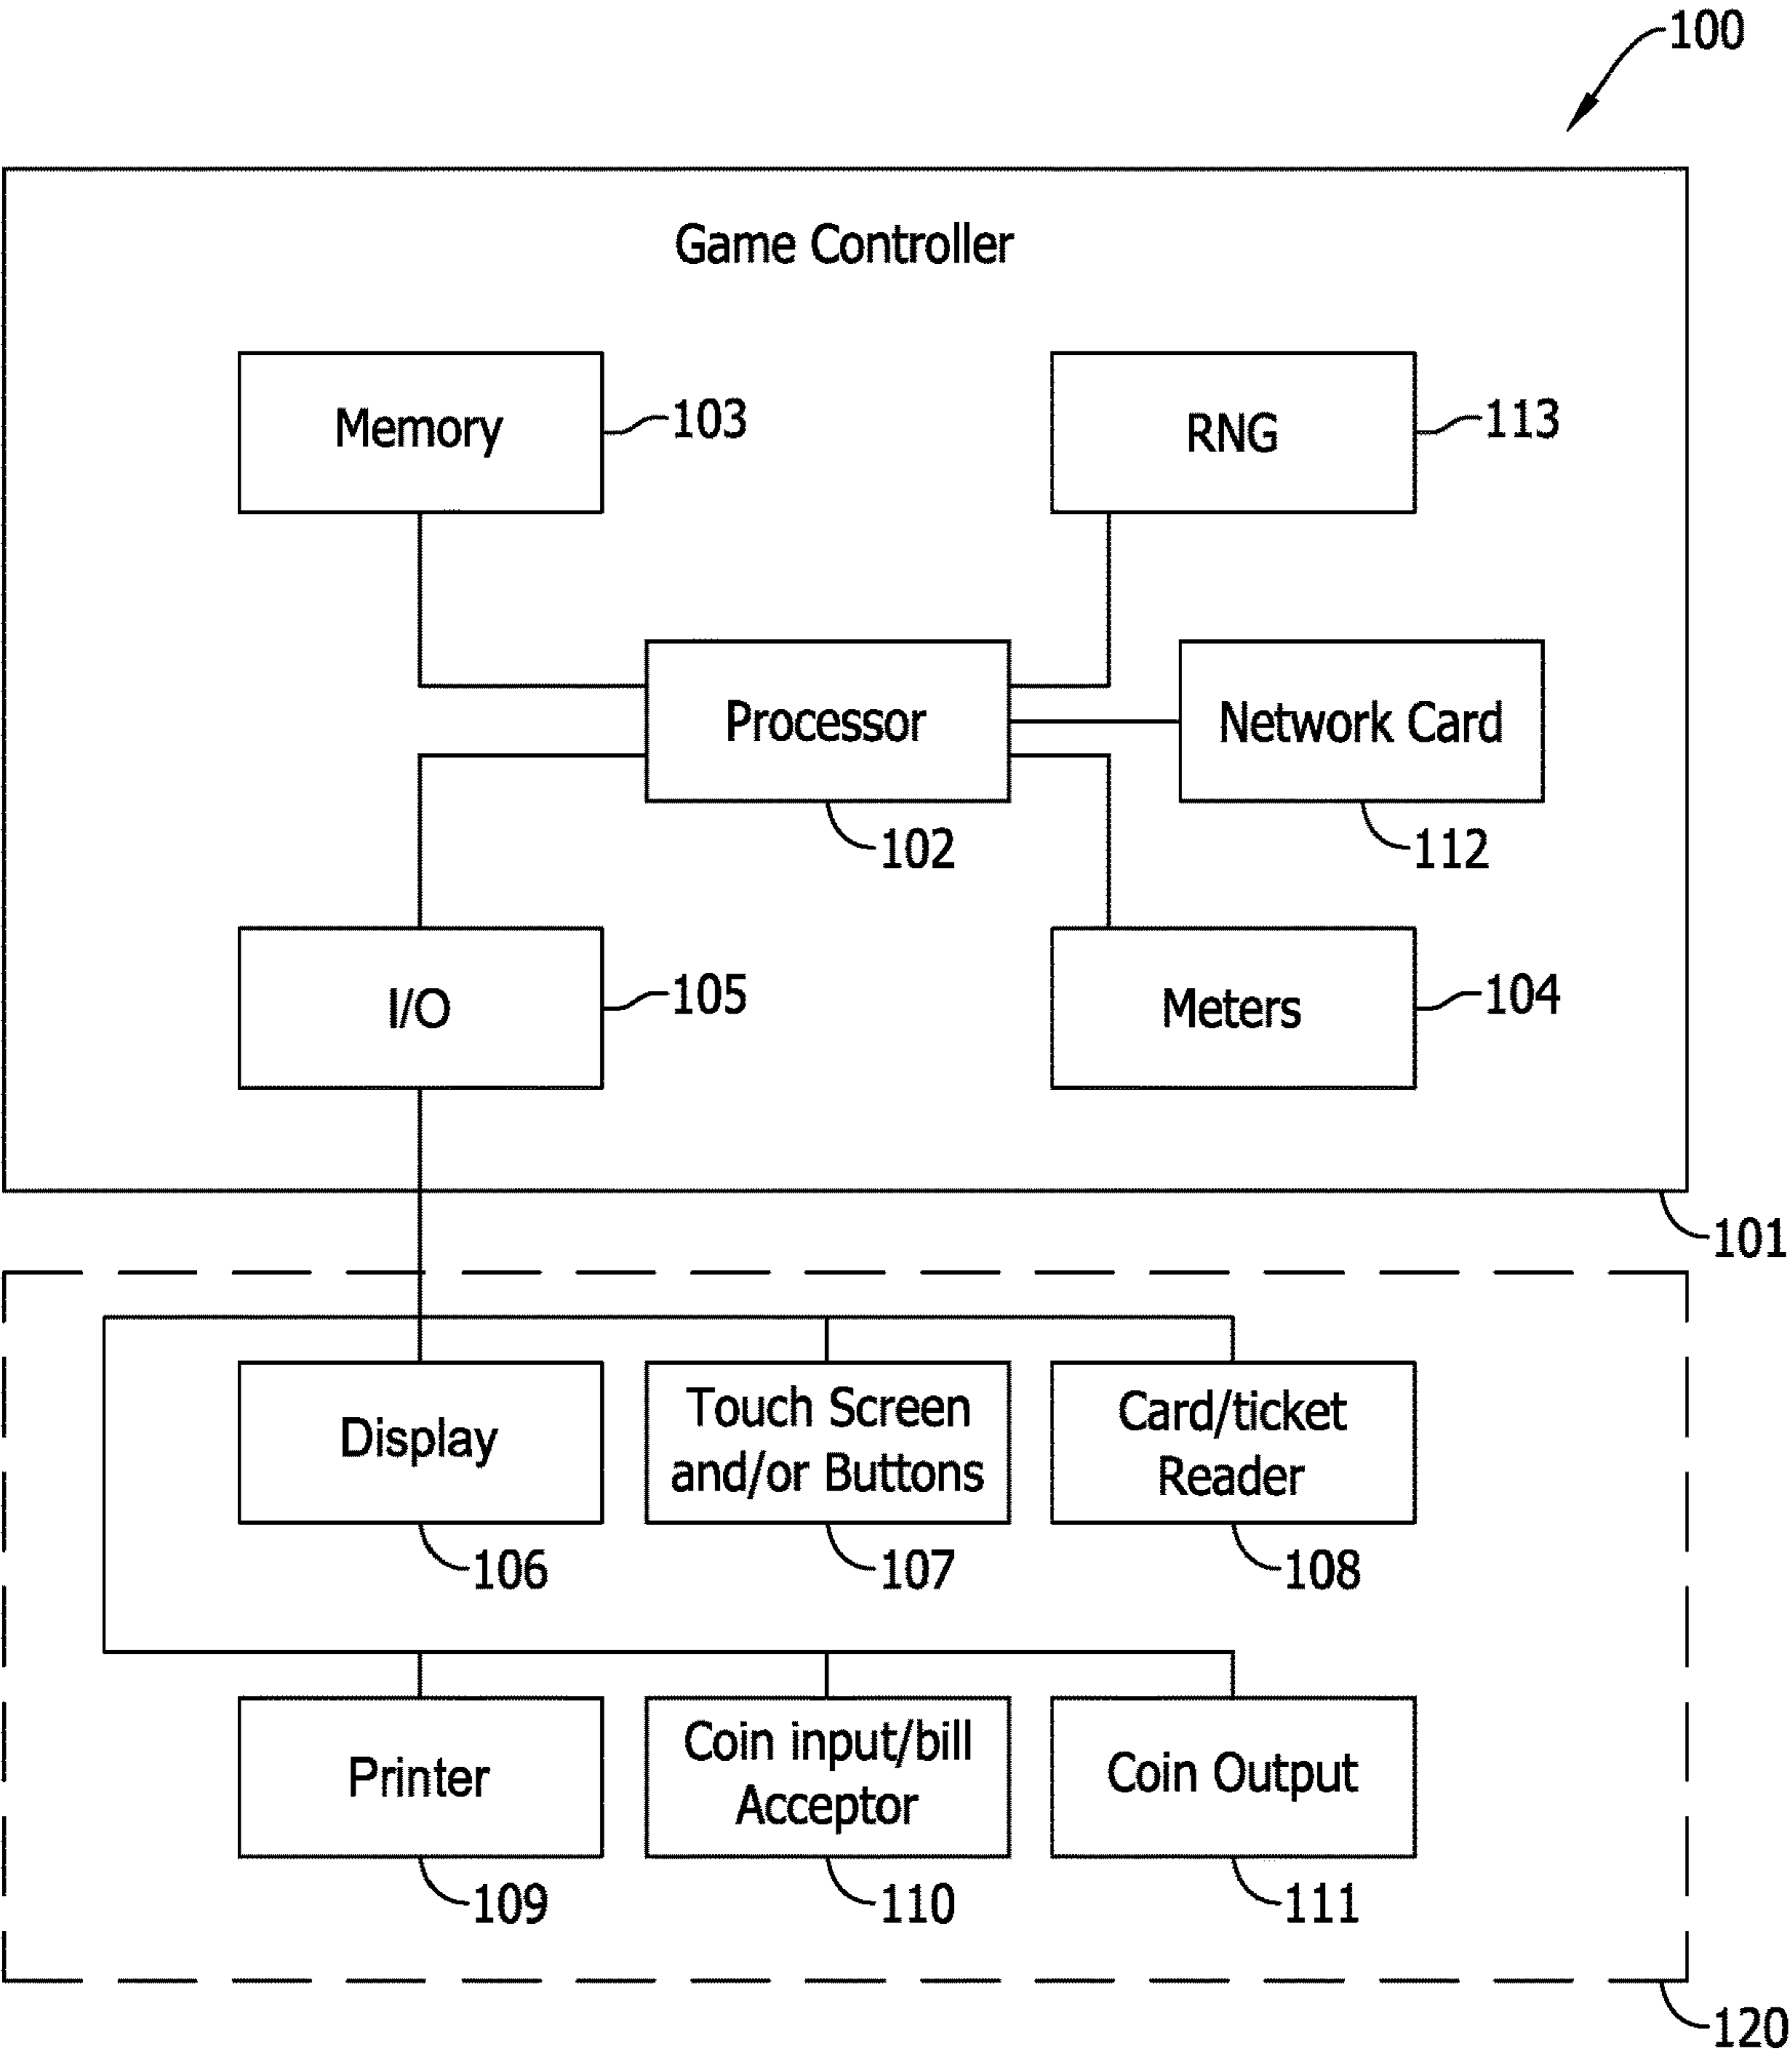 100
Game Controller
Memory
103
RNG
113
Processor
102
Network Card
112
I/O
105
Meters
104
101
Display
106
Touch Screen
and/or Buttons
107
Card/ticket
Reader
108
Printer
109
Coin input/bill
Acceptor
110
Coin Output
111
120